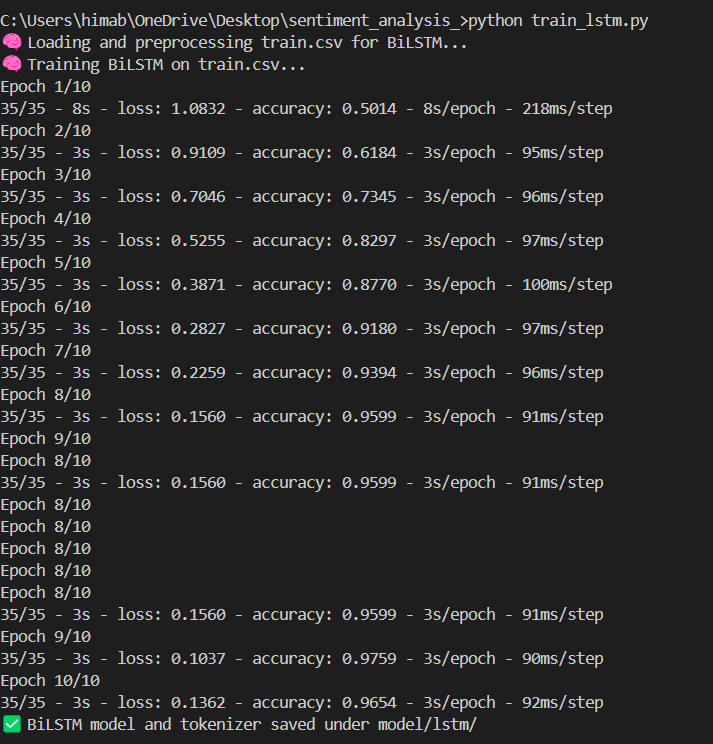 C:\Users\himab\OneDrive\Desktop\sentiment_analysis_>python train_lstm.py
🧠 Loading and preprocessing train.csv for BiLSTM...
🧠 Training BiLSTM on train.csv...
Epoch 1/10
35/35 - 8s - loss: 1.0832 - accuracy: 0.5014 - 8s/epoch - 218ms/step
Epoch 2/10
35/35 - 3s - loss: 0.9109 - accuracy: 0.6184 - 3s/epoch - 95ms/step
Epoch 3/10
35/35 - 3s - loss: 0.7046 - accuracy: 0.7345 - 3s/epoch - 96ms/step
Epoch 4/10
35/35 - 3s - loss: 0.5255 - accuracy: 0.8297 - 3s/epoch - 97ms/step
Epoch 5/10
35/35 - 3s - loss: 0.3871 - accuracy: 0.8770 - 3s/epoch - 100ms/step
Epoch 6/10
35/35 - 3s - loss: 0.2827 - accuracy: 0.9180 - 3s/epoch - 97ms/step
Epoch 7/10
35/35 - 3s - loss: 0.2259 - accuracy: 0.9394 - 3s/epoch - 96ms/step
Epoch 8/10
35/35 - 3s - loss: 0.1560 - accuracy: 0.9599 - 3s/epoch - 91ms/step
Epoch 9/10
Epoch 8/10
35/35 - 3s - loss: 0.1560 - accuracy: 0.9599 - 3s/epoch - 91ms/step
Epoch 8/10
Epoch 8/10
Epoch 8/10
Epoch 8/10
Epoch 8/10
35/35 - 3s - loss: 0.1560 - accuracy: 0.9599 - 3s/epoch - 91ms/step
Epoch 9/10
35/35 - 3s - loss: 0.1037 - accuracy: 0.9759 - 3s/epoch - 90ms/step
Epoch 10/10
35/35 - 3s - loss: 0.1362 - accuracy: 0.9654 - 3s/epoch - 92ms/step
✅ BiLSTM model and tokenizer saved under model/lstm/